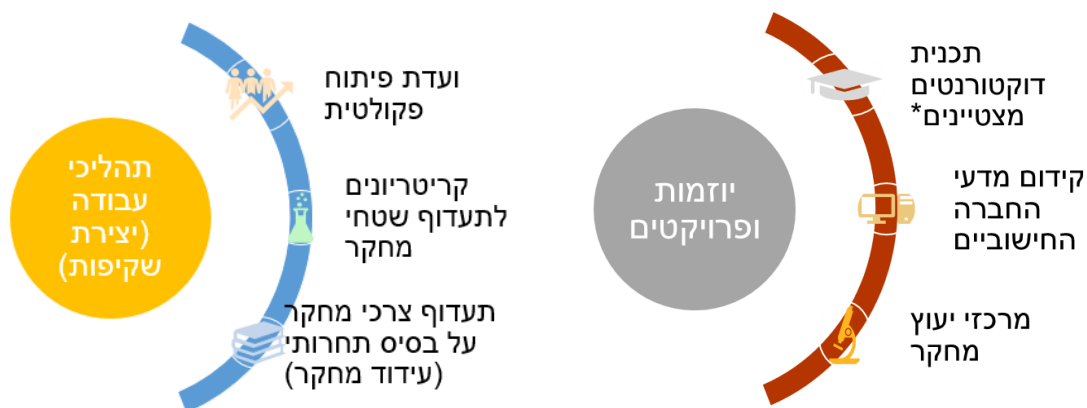 יוזמות
ופרויקטים
תכנית
דוקטורנטים
מצטיינים*
קידום מדעי
החברה
החישוביים
מרכזי יעוץ
מחקר
תהליכי
עבודה
(יצירת
שקיפות)
ועדת פיתוח
פקולטית
קריטריונים
לתעדוף שטחי
מחקר
תעדוף צרכי מחקר
על בסיס תחרותי
(עידוד מחקר)